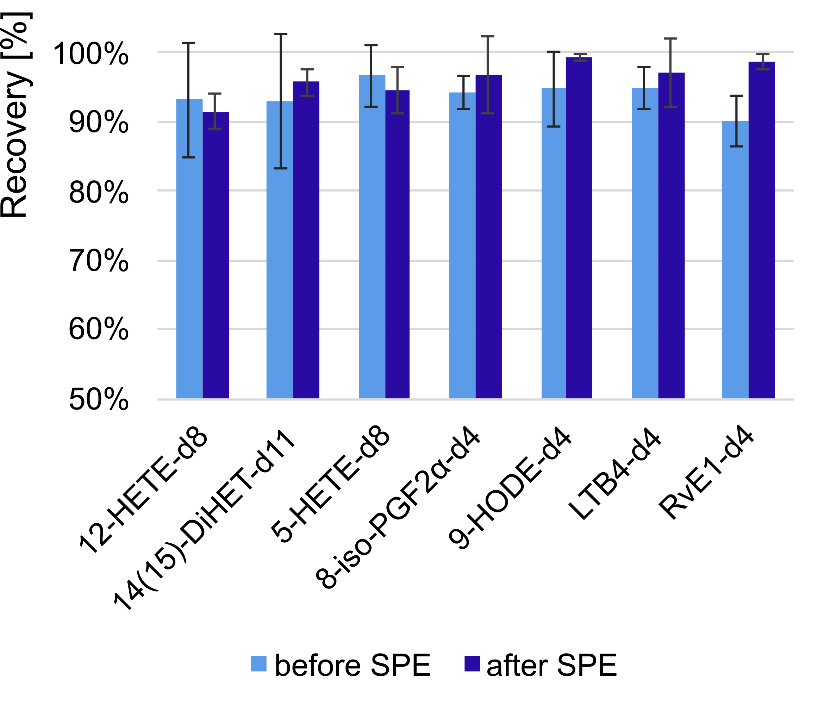 Recovery [%]
100%
90%
80%
70%
60%
50%
12-HETE-d8
14(15)-DiHET-d11
5-HETE-d8
8-iso-PGF2α-d4
9-HODE-d4
LTB4-d4
RvE1-d4
before SPE after SPE